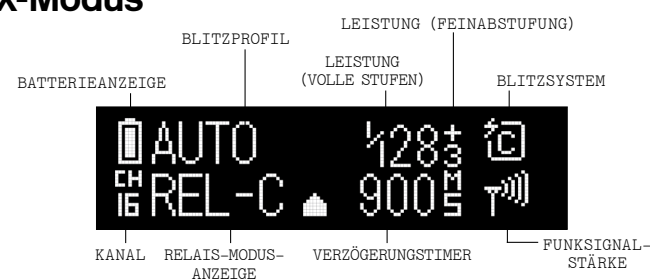 X-Modus
LEISTUNG (FEINABSTUFUNG)
BLITZPROFIL
LEISTUNG
(VOLLE STUFEN)
BATTERIEANZEIGE
BLITZSYSTEM
AUTO 1/128 +3 C
CH 16 REL-C 900 MS
KANAL
RELAIS-MODUS-
ANZEIGE
VERZÖGERUNGSTIMER
FUNKSIGNAL-
STÄRKE